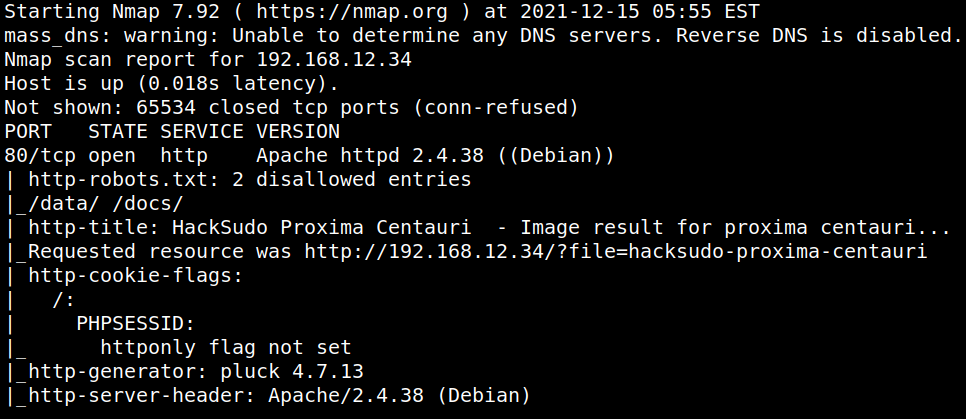 Starting Nmap 7.92 ( https://nmap.org ) at 2021-12-15 05:55 EST
mass_dns: warning: Unable to determine any DNS servers. Reverse DNS is disabled.
Nmap scan report for 192.168.12.34
Host is up (0.018s latency).
Not shown: 65534 closed tcp ports (conn-refused)
PORT   STATE SERVICE VERSION
80/tcp open  http    Apache httpd 2.4.38 ((Debian))
| http-robots.txt: 2 disallowed entries
|_/data/ /docs/
| http-title: HackSudo Proxima Centauri  - Image result for proxima centauri...
|_Requested resource was http://192.168.12.34/?file=hacksudo-proxima-centauri
| http-cookie-flags:
|   /:
|     PHPSESSID:
|_      httponly flag not set
|_http-generator: pluck 4.7.13
|_http-server-header: Apache/2.4.38 (Debian)